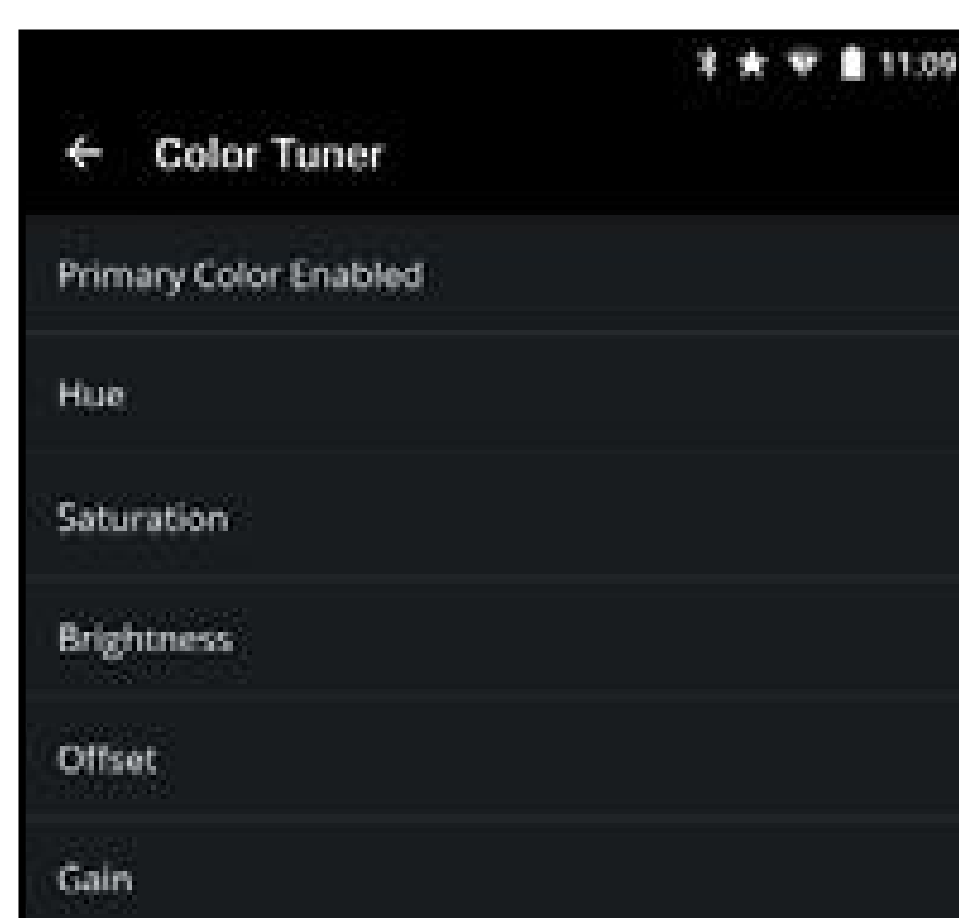 11:09
Color Tuner
Primary Color Enabled
Hue
Saturation
Brightness
Offset
Gain